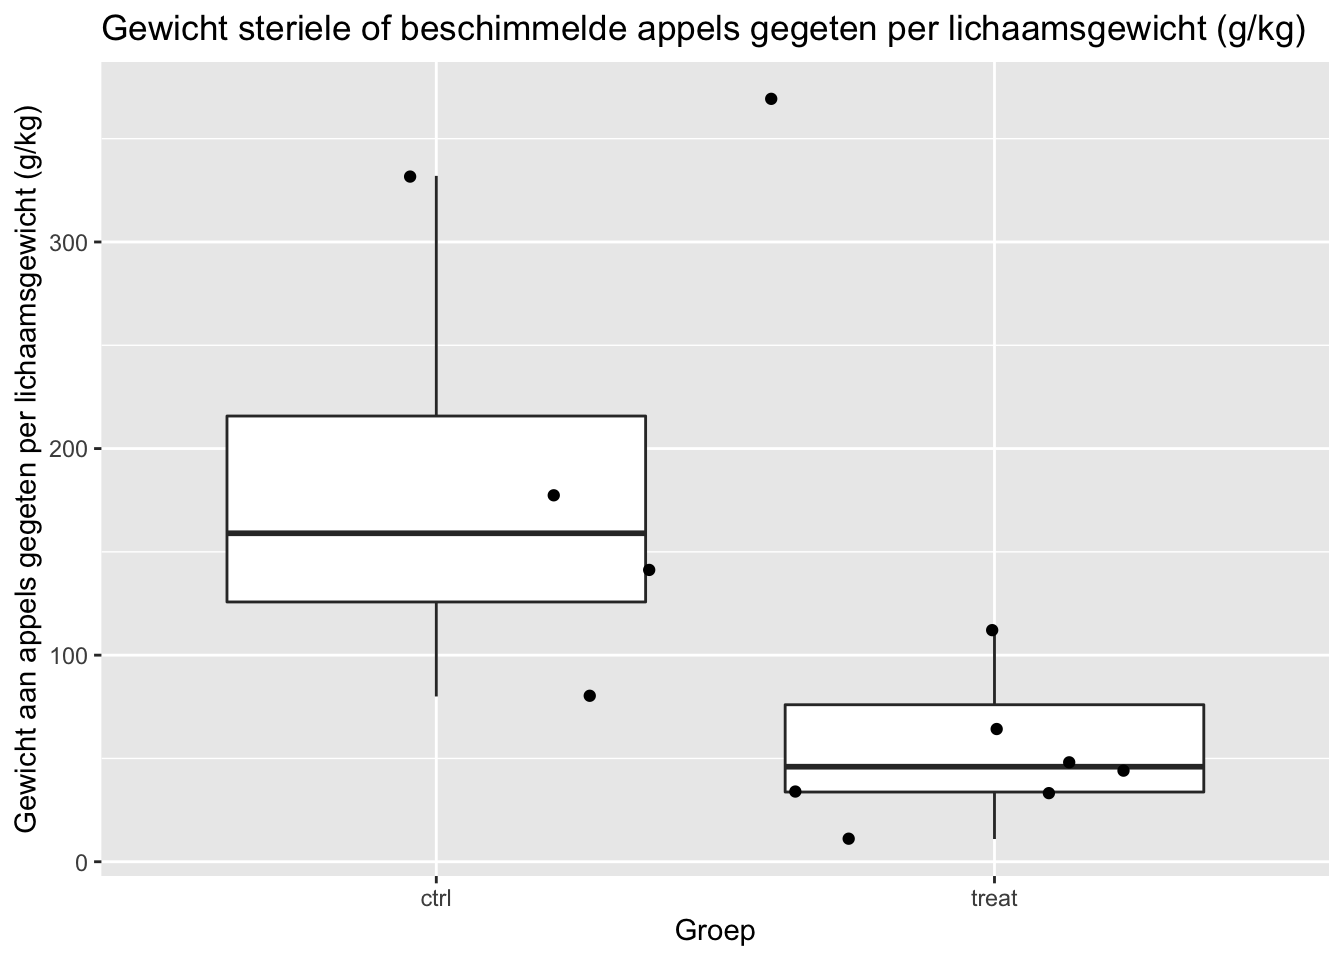 Gewicht steriele of beschimmelde appels gegeten per lichaamsgewicht (g/kg)
Gewicht aan appels gegeten per lichaamsgewicht (g/kg)
300
200
100
0
ctrl
treat
Groep